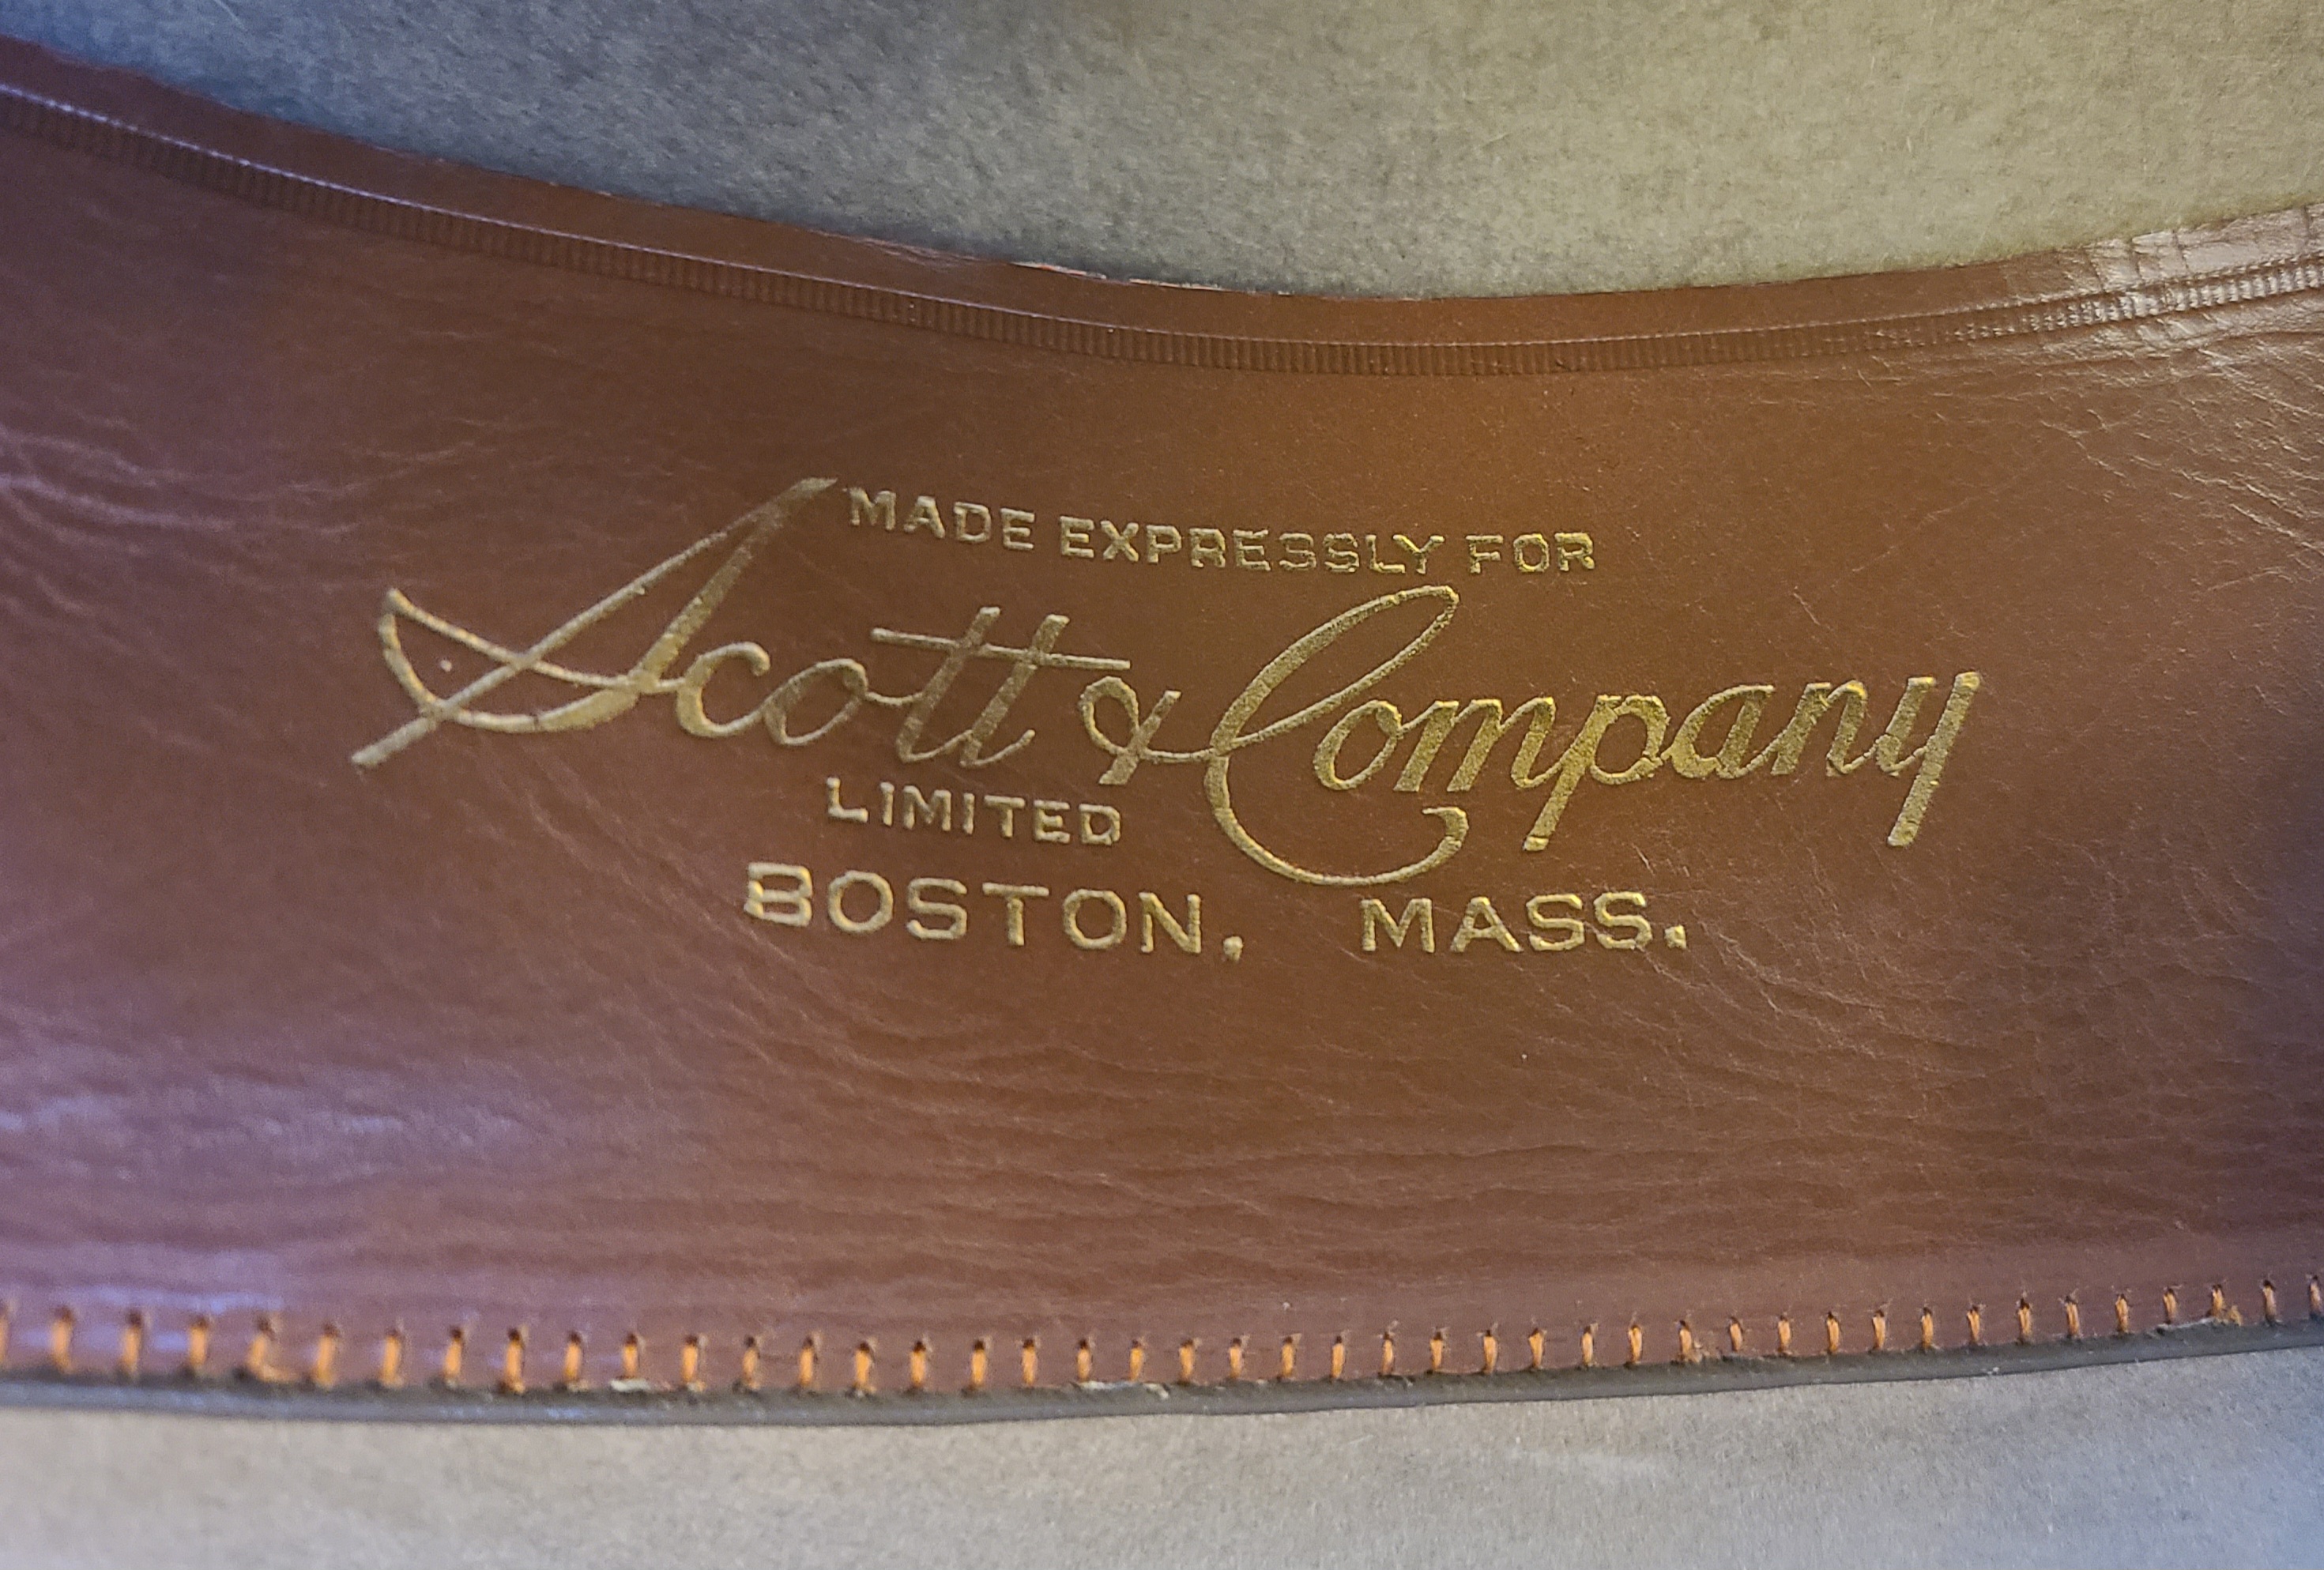 MADE EXPRESSLY FOR
Scott & Company
LIMITED
BOSTON, MASS.